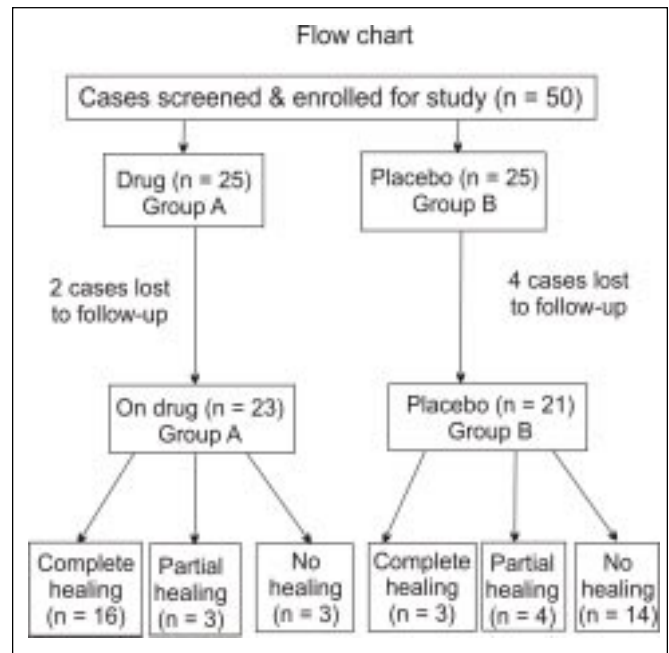 Flow chart
Cases screened & enrolled for study (n = 50)
Drug (n = 25)
Group A
Placebo (n = 25)
Group B
2 cases lost
to follow-up
4 cases lost
to follow-up
On drug (n = 23)
Group A
Placebo (n = 21)
Group B
Complete
healing
(n = 16)
Partial
healing
(n = 3)
No
healing
(n = 3)
Complete
healing
(n = 3)
Partial
healing
(n = 4)
No
healing
(n = 14)